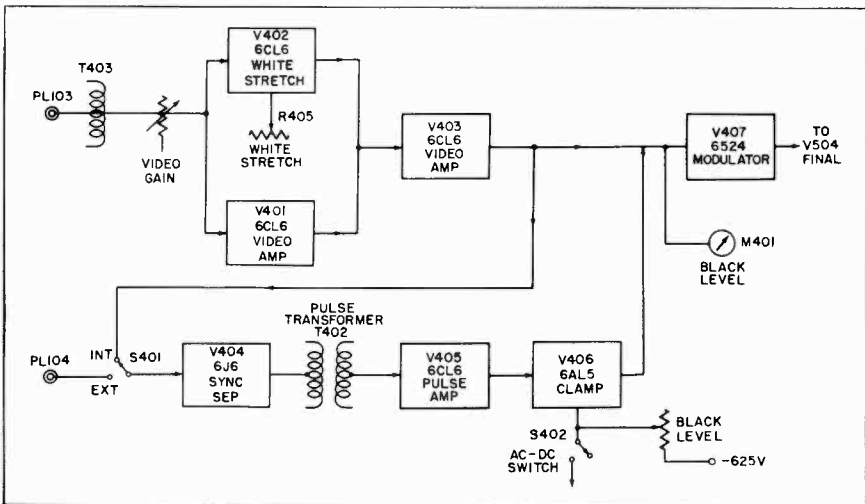 T403
PL103
VIDEO
GAIN
V402
6CL6
WHITE
STRETCH
R405
WHITE
STRETCH
V401
6CL6
VIDEO
AMP
V403
6CL6
VIDEO
AMP
V407
6524
MODULATOR
TO
V504
FINAL
M401
BLACK
LEVEL
PL104
INT
S401
EXT
V404
6J6
SYNC
SEP
PULSE
TRANSFORMER
T402
V405
6CL6
PULSE
AMP
V406
6AL5
CLAMP
S402
AC-DC
SWITCH
BLACK
LEVEL
-625V